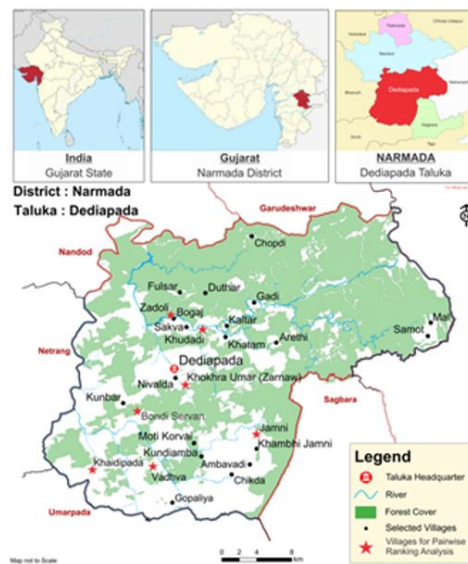 India
Gujarat State
Gujarat
Narmada District
Nandod
Dediapada
Sagbara
NARMADA
Dediapada Taluka
District : Narmada
Taluka : Dediapada
Garudeshwar
Nandod
Chopdi
Fulsar
Duthar
Zadoli
Bogaj
Gadi
Sakva
Kaltar
Mal
Khudadi
Khatam
Arethi
Samot
Netrang
Dediapada
Nivalda
Khokhra Umar (Zarnaw)
Sagbara
Kunbar
Bondi Servan
Jamni
Moti Korvai
Khambhi Jamni
Kundiamba
Khaidipada
Vadhva
Ambavadi
Chikda
Umarpada
Gopaliya
Legend
Taluka Headquarter
River
Forest Cover
Selected Villages
Villages for Pairwise
Ranking Analysis
Map not to Scale
0 2 4 8
km